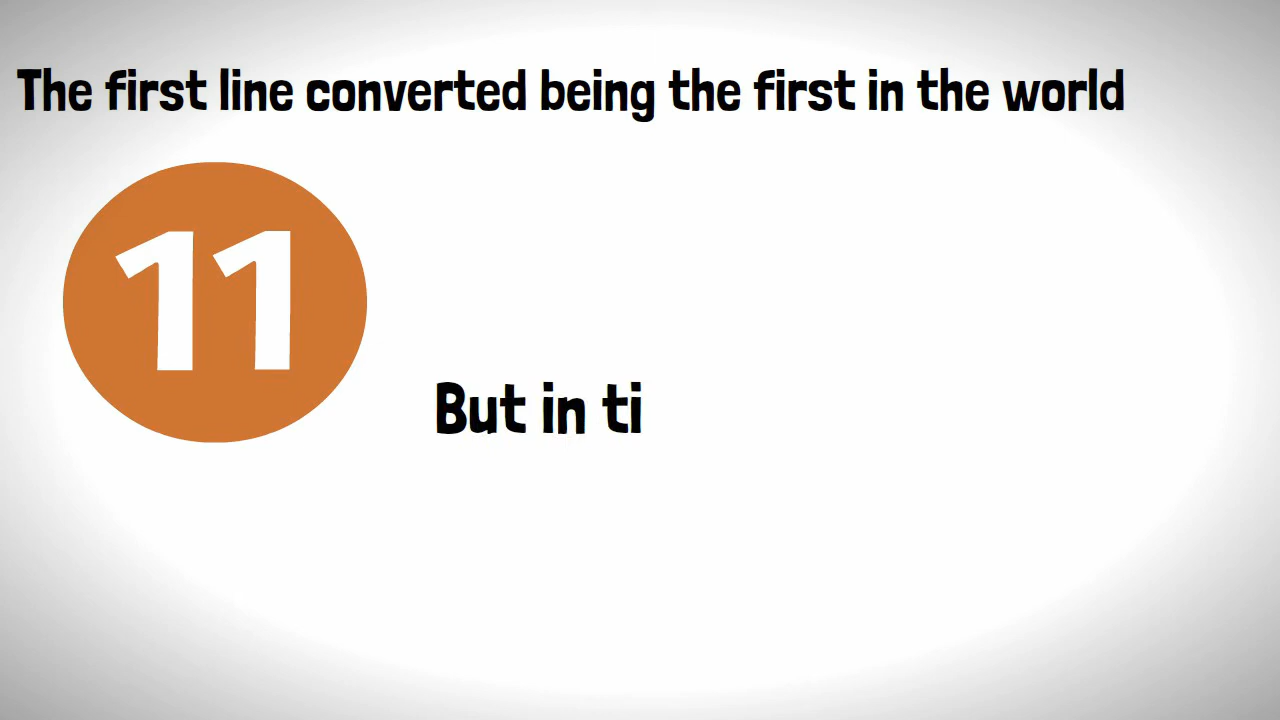 The first line converted being the first in the world
11
But in ti